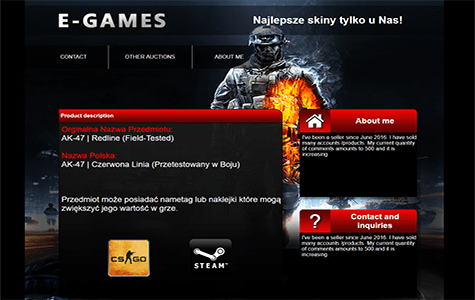 E-GAMES
Najlepsze skiny tylko u Nas!
CONTACT
OTHER AUCTIONS
ABOUT ME
Product description
Orginalna Nazwa Przedmiotu:
AK-47 | Redline (Field-Tested)
Nazwa Polska:
AK-47 | Czerwona Linia (Przetestowany w Boju)
Przedmiot może posiadać nametag lub naklejki które mogą
zwiększyć jego wartość w grze.
CS GO
STEAM™
About me
I've been a seller since June 2016. I have sold
many accounts /products. My current quantity
of comments amounts to 500 and it is
increasing
?
Contact and
inquiries
I've been a seller since June 2016. I have sold
many accounts /products. My current quantity
of comments amounts to 500 and it is
increasing